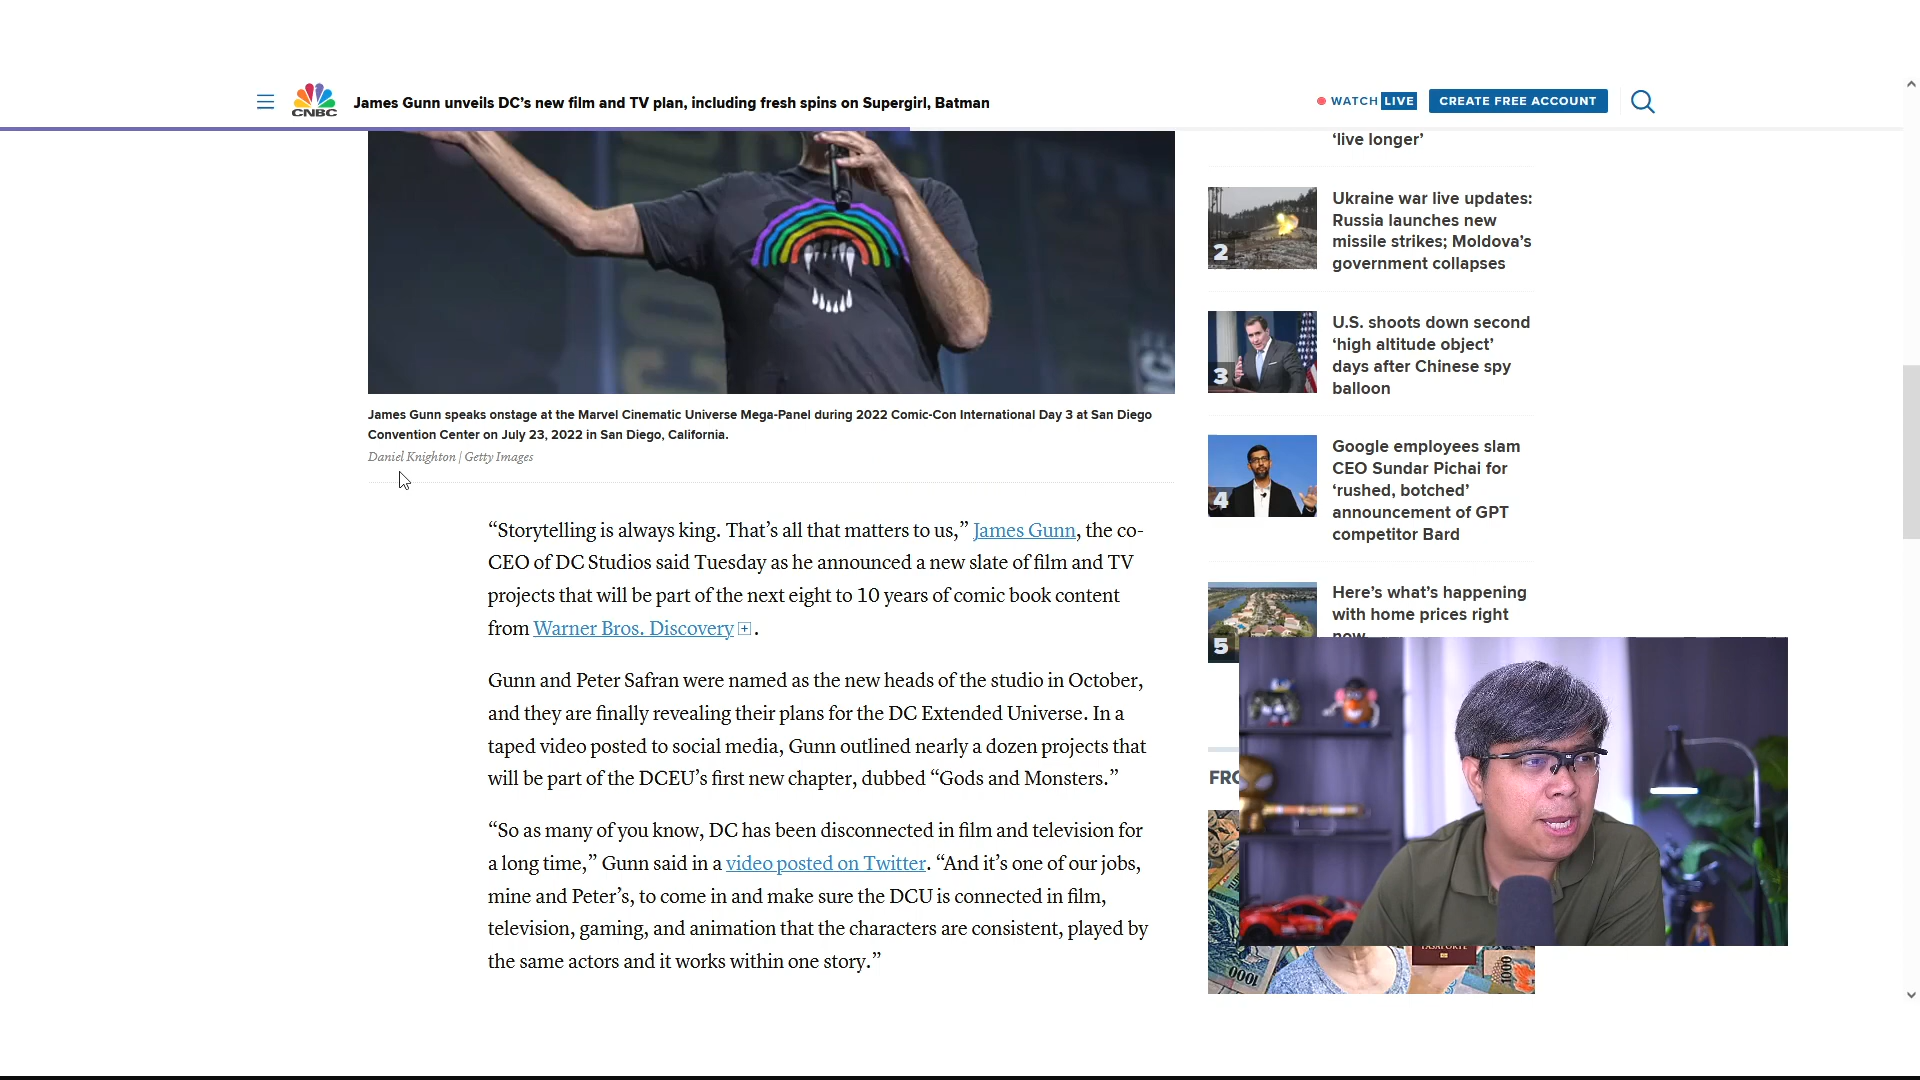 CNBC
James Gunn unveils DC’s new film and TV plan, including fresh spins on Supergirl, Batman
WATCH LIVE
CREATE FREE ACCOUNT
James Gunn speaks onstage at the Marvel Cinematic Universe Mega-Panel during 2022 Comic-Con International Day 3 at San Diego
Convention Center on July 23, 2022 in San Diego, California.
Daniel Knighton | Getty Images
“Storytelling is always king. That’s all that matters to us,” James Gunn, the co-
CEO of DC Studios said Tuesday as he announced a new slate of film and TV
projects that will be part of the next eight to 10 years of comic book content
from Warner Bros. Discovery + .
Gunn and Peter Safran were named as the new heads of the studio in October,
and they are finally revealing their plans for the DC Extended Universe. In a
taped video posted to social media, Gunn outlined nearly a dozen projects that
will be part of the DCEU’s first new chapter, dubbed “Gods and Monsters.”
“So as many of you know, DC has been disconnected in film and television for
a long time,” Gunn said in a video posted on Twitter. “And it’s one of our jobs,
mine and Peter’s, to come in and make sure the DCU is connected in film,
television, gaming, and animation that the characters are consistent, played by
the same actors and it works within one story.”
‘live longer’
2
Ukraine war live updates:
Russia launches new
missile strikes; Moldova’s
government collapses
3
U.S. shoots down second
‘high altitude object’
days after Chinese spy
balloon
4
Google employees slam
CEO Sundar Pichai for
‘rushed, botched’
announcement of GPT
competitor Bard
5
Here’s what’s happening
with home prices right
now
FRO
1000
1000